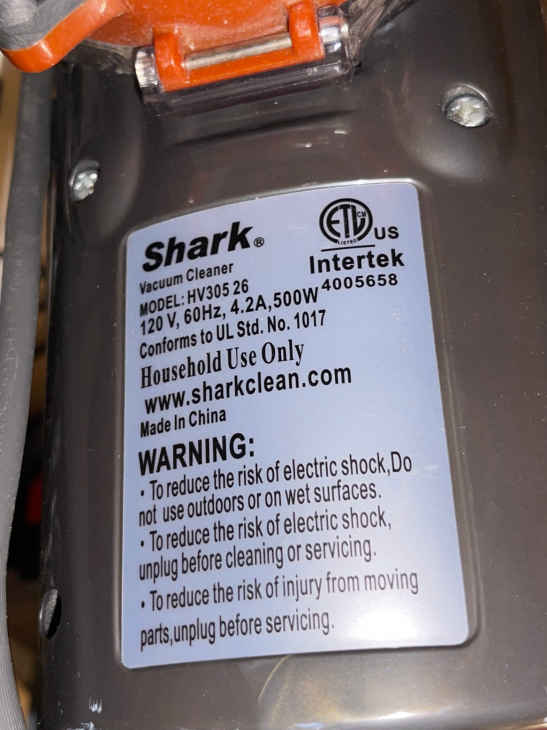 Shark®
Vacuum Cleaner
MODEL: HV305 26
120 V, 60Hz, 4.2A,500W
Conforms to UL Std. No. 1017
Household Use Only
www.sharkclean.com
Made In China
ETL CM
LISTED
US
Intertek
4005658
WARNING:
· To reduce the risk of electric shock,Do
not use outdoors or on wet surfaces.
· To reduce the risk of electric shock,
unplug before cleaning or servicing.
· To reduce the risk of injury from moving
parts,unplug before servicing.